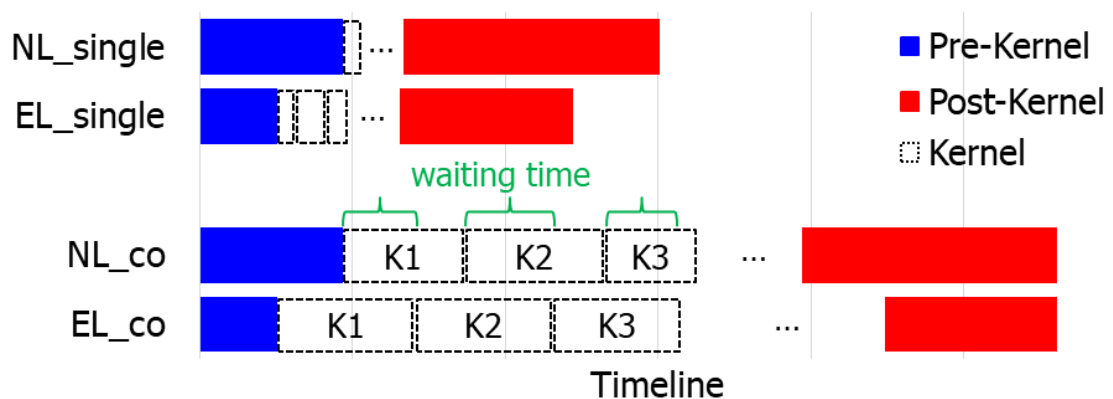 NL_single
...
Pre-Kernel
EL_single
...
Post-Kernel
Kernel
waiting time
NL_co
K1
K2
K3
...
EL_co
K1
K2
K3
...
Timeline